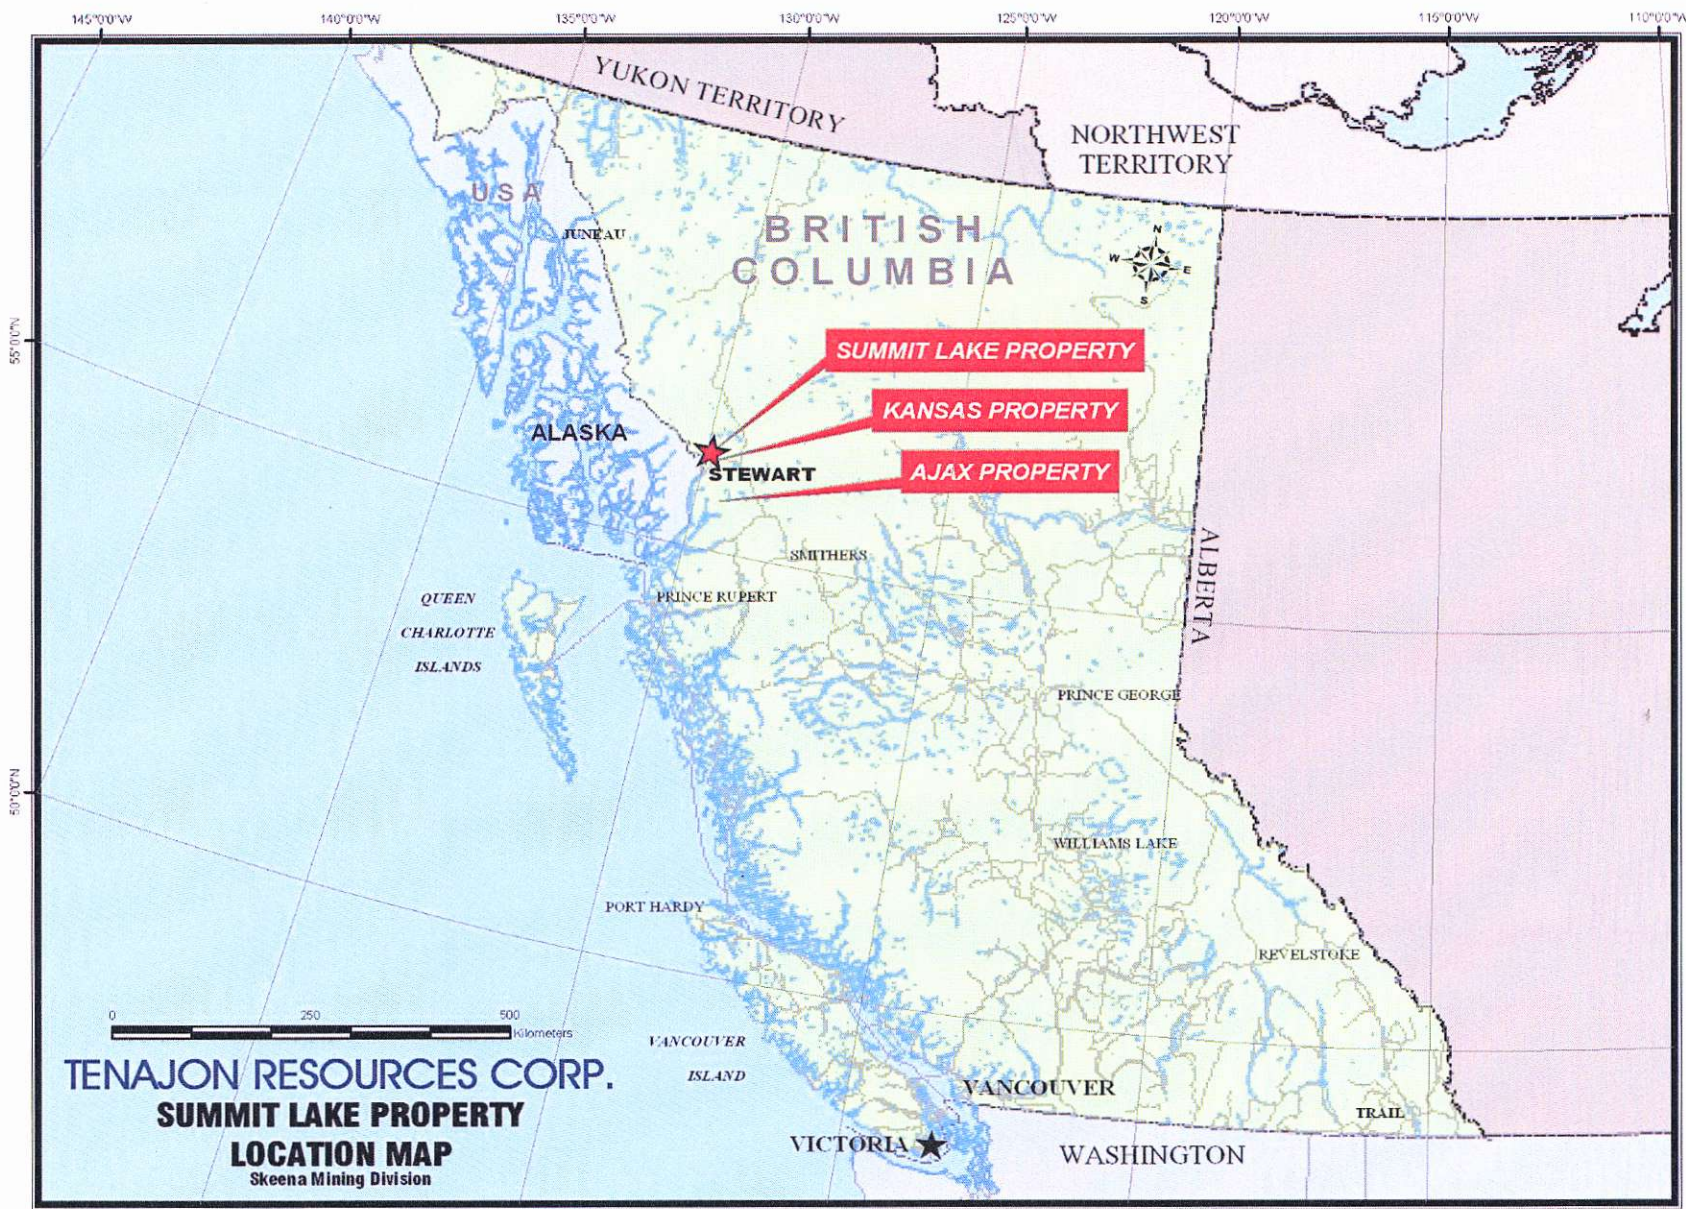 145°0'0"W 140°0'0"W 135°0'0"W 130°0'0"W 125°0'0"W 120°0'0"W 115°0'0"W 110°0'0"W
YUKON TERRITORY
NORTHWEST
TERRITORY
USA
JUNEAU
BRITISH
COLUMBIA
N
W E
S
55°0'0"N
SUMMIT LAKE PROPERTY
KANSAS PROPERTY
ALASKA
STEWART
AJAX PROPERTY
ALBERTA
SMITHERS
QUEEN
CHARLOTTE
ISLANDS
PRINCE RUPERT
PRINCE GEORGE
50°0'0"N
WILLIAMS LAKE
PORT HARDY
REVELSTOKE
0 250 500
Kilometers
VANCOUVER
ISLAND
TENAJON RESOURCES CORP.
SUMMIT LAKE PROPERTY
LOCATION MAP
Skeena Mining Division
VANCOUVER
TRAIL
VICTORIA
WASHINGTON